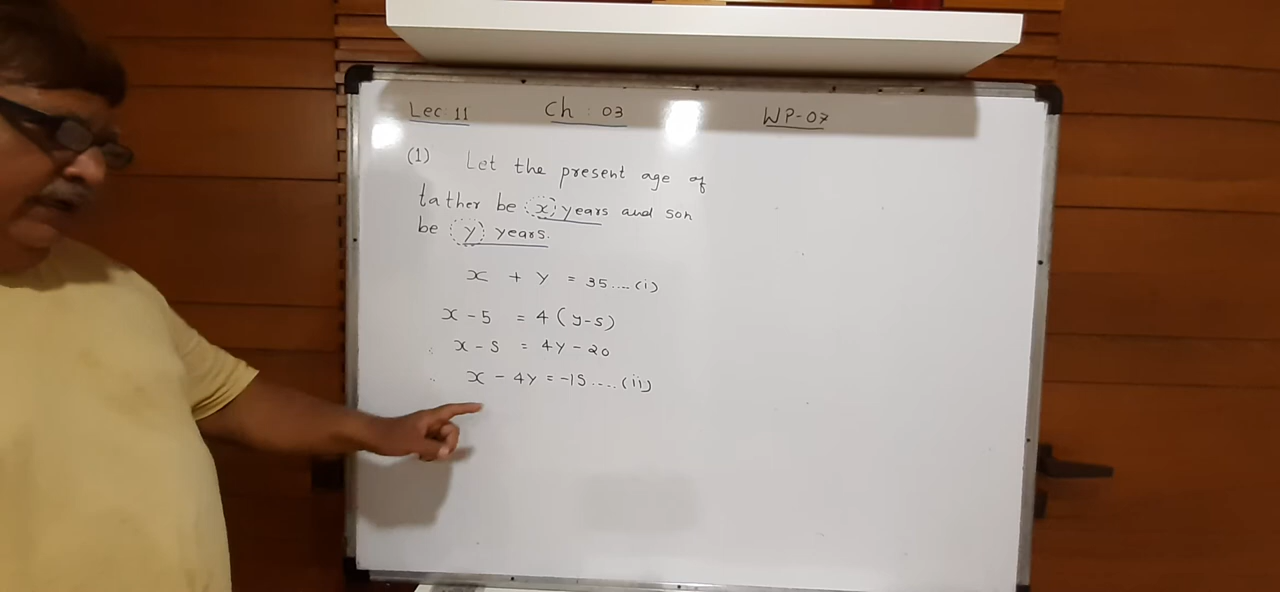 Lec 11 Ch : 03 WP-07
(1) Let the present age of
father be x years and son
be y years.
x + y = 35....(i)
x - 5 = 4(y-5)
∴ x - 5 = 4y - 20
∴ x - 4y = -15....(ii)